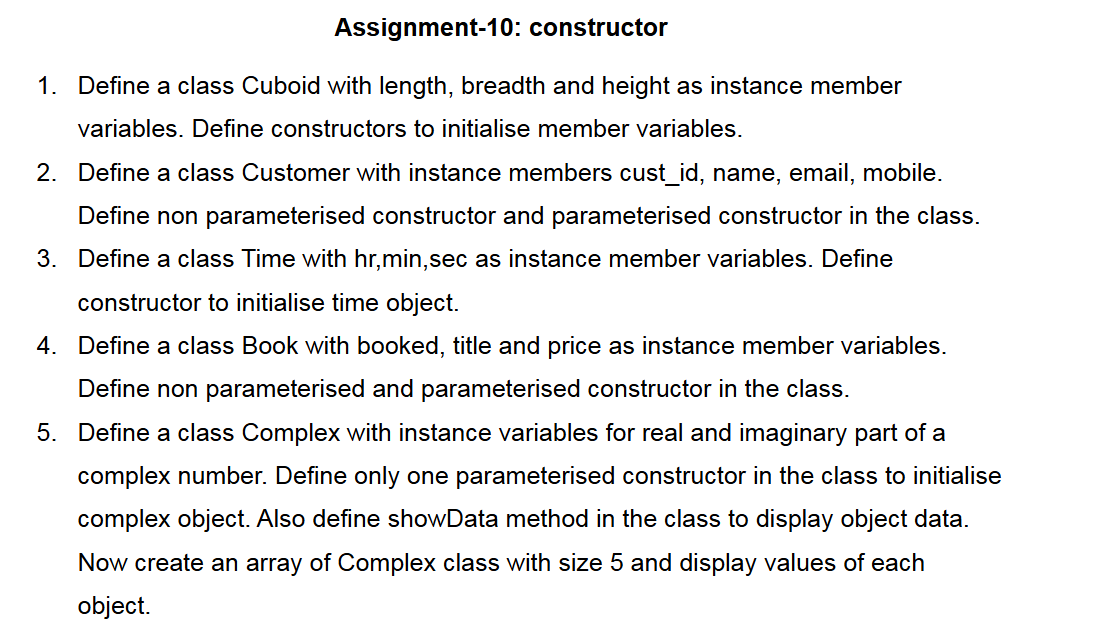 Assignment-10: constructor
1. Define a class Cuboid with length, breadth and height as instance member
variables. Define constructors to initialise member variables.
2. Define a class Customer with instance members cust_id, name, email, mobile.
Define non parameterised constructor and parameterised constructor in the class.
3. Define a class Time with hr,min,sec as instance member variables. Define
constructor to initialise time object.
4. Define a class Book with booked, title and price as instance member variables.
Define non parameterised and parameterised constructor in the class.
5. Define a class Complex with instance variables for real and imaginary part of a
complex number. Define only one parameterised constructor in the class to initialise
complex object. Also define showData method in the class to display object data.
Now create an array of Complex class with size 5 and display values of each
object.